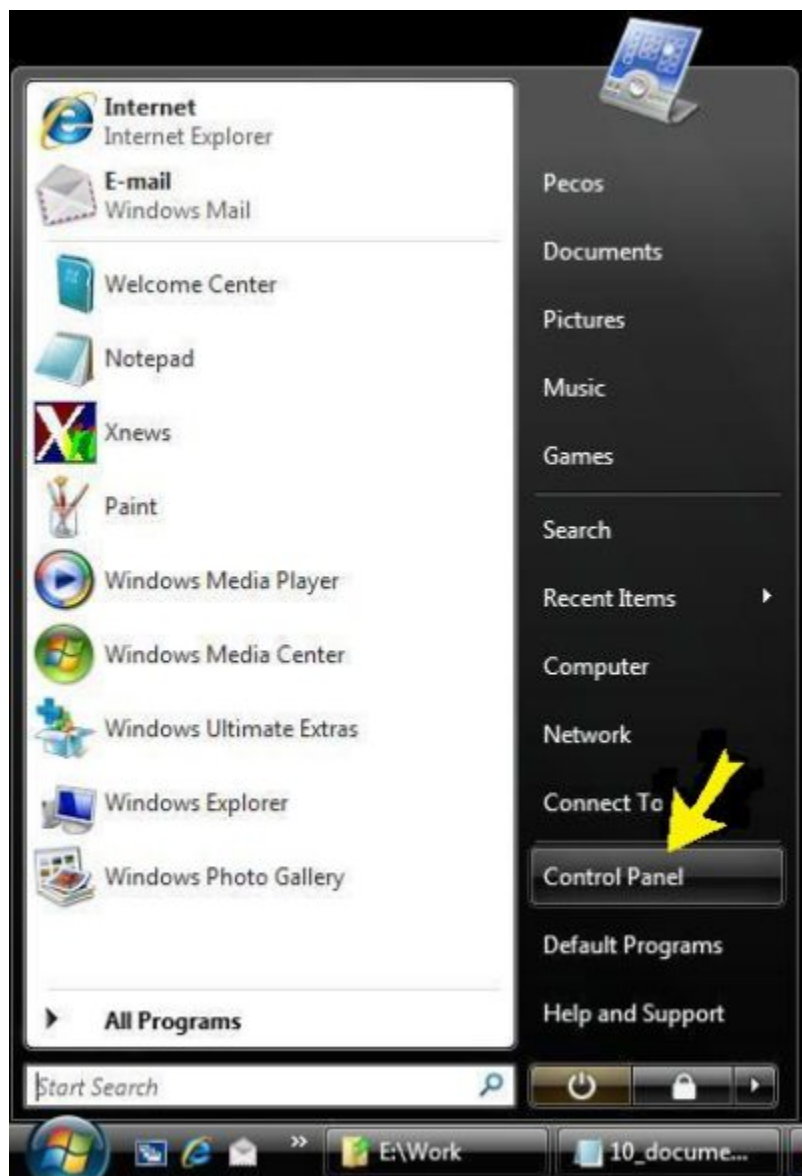 Internet
Internet Explorer
E-mail
Windows Mail
Welcome Center
Notepad
Xnews
Paint
Windows Media Player
Windows Media Center
Windows Ultimate Extras
Windows Explorer
Windows Photo Gallery
All Programs
Start Search
Pecos
Documents
Pictures
Music
Games
Search
Recent Items
Computer
Network
Connect To
Control Panel
Default Programs
Help and Support
E:\Work
10_docume...